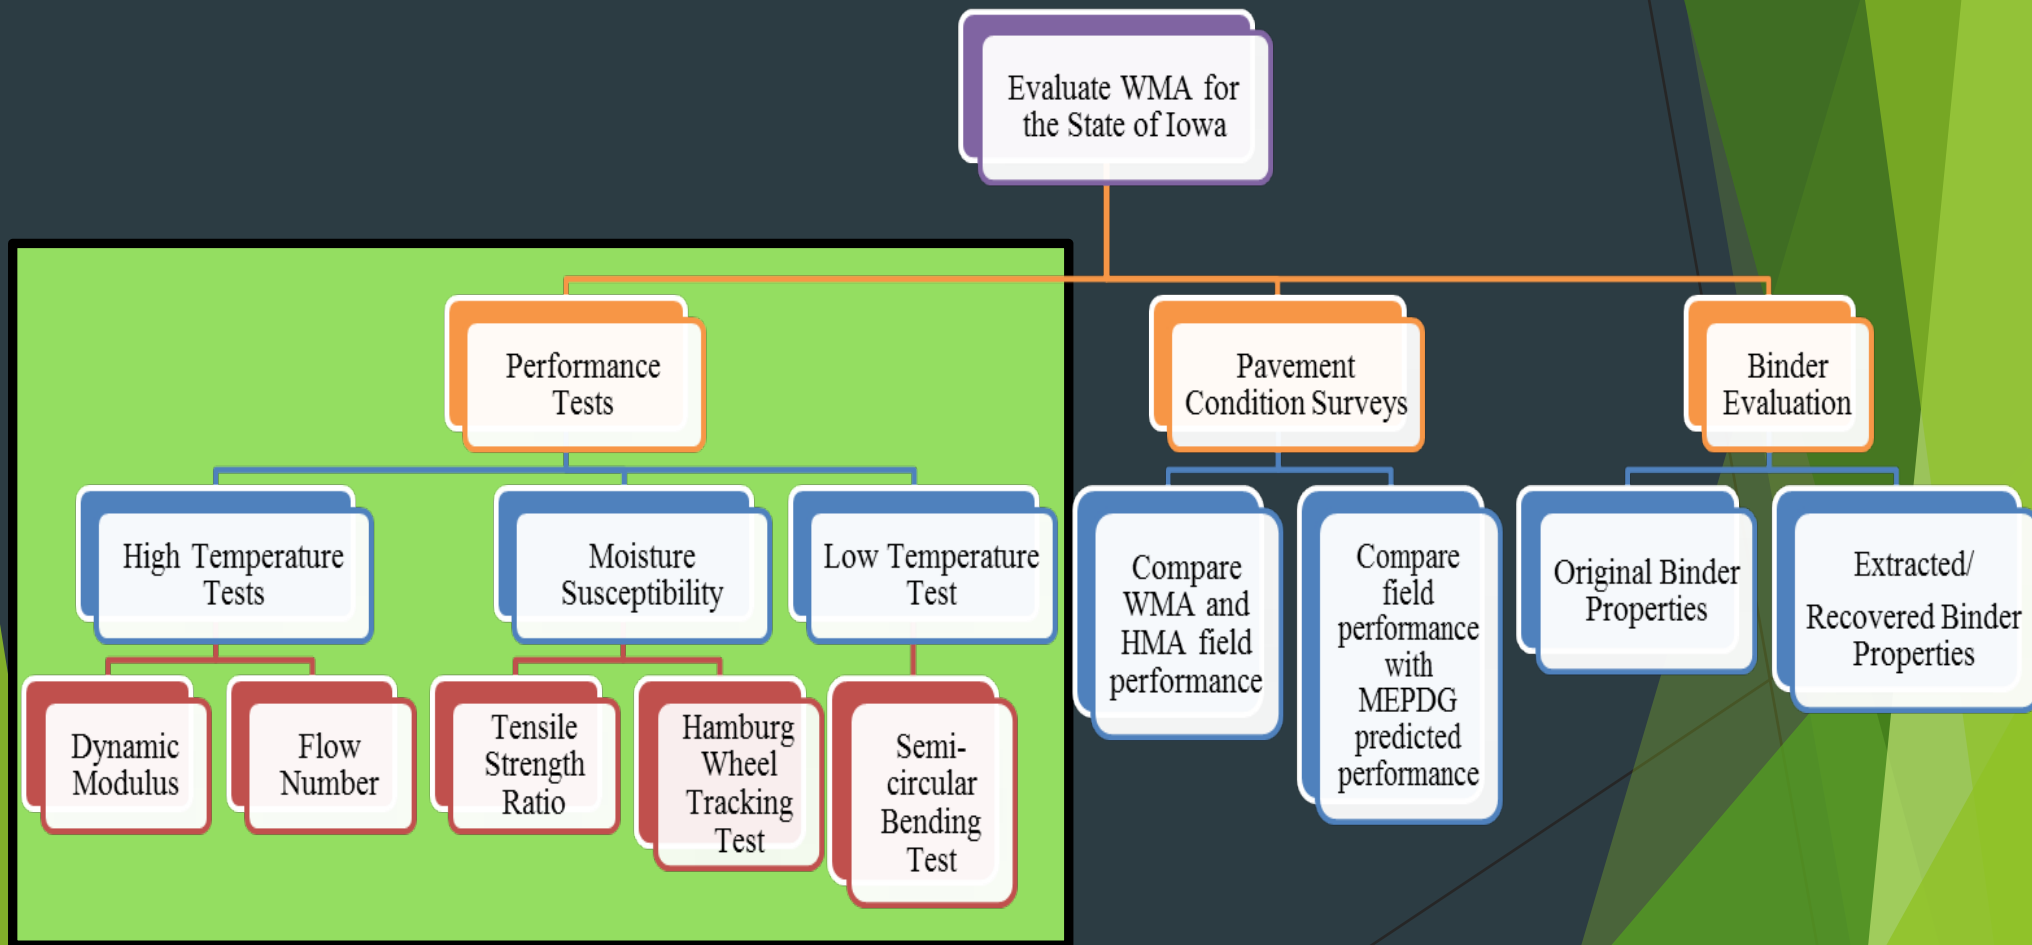 Evaluate WMA for
the State of Iowa
Performance
Tests
Pavement
Condition Surveys
Binder
Evaluation
High Temperature
Tests
Moisture
Susceptibility
Low Temperature
Test
Compare
WMA and
HMA field
performance
Compare
field
performance
with
MEPDG
predicted
performance
Original Binder
Properties
Extracted/
Recovered Binder
Properties
Dynamic
Modulus
Flow
Number
Tensile
Strength
Ratio
Hamburg
Wheel
Tracking
Test
Semi-
circular
Bending
Test